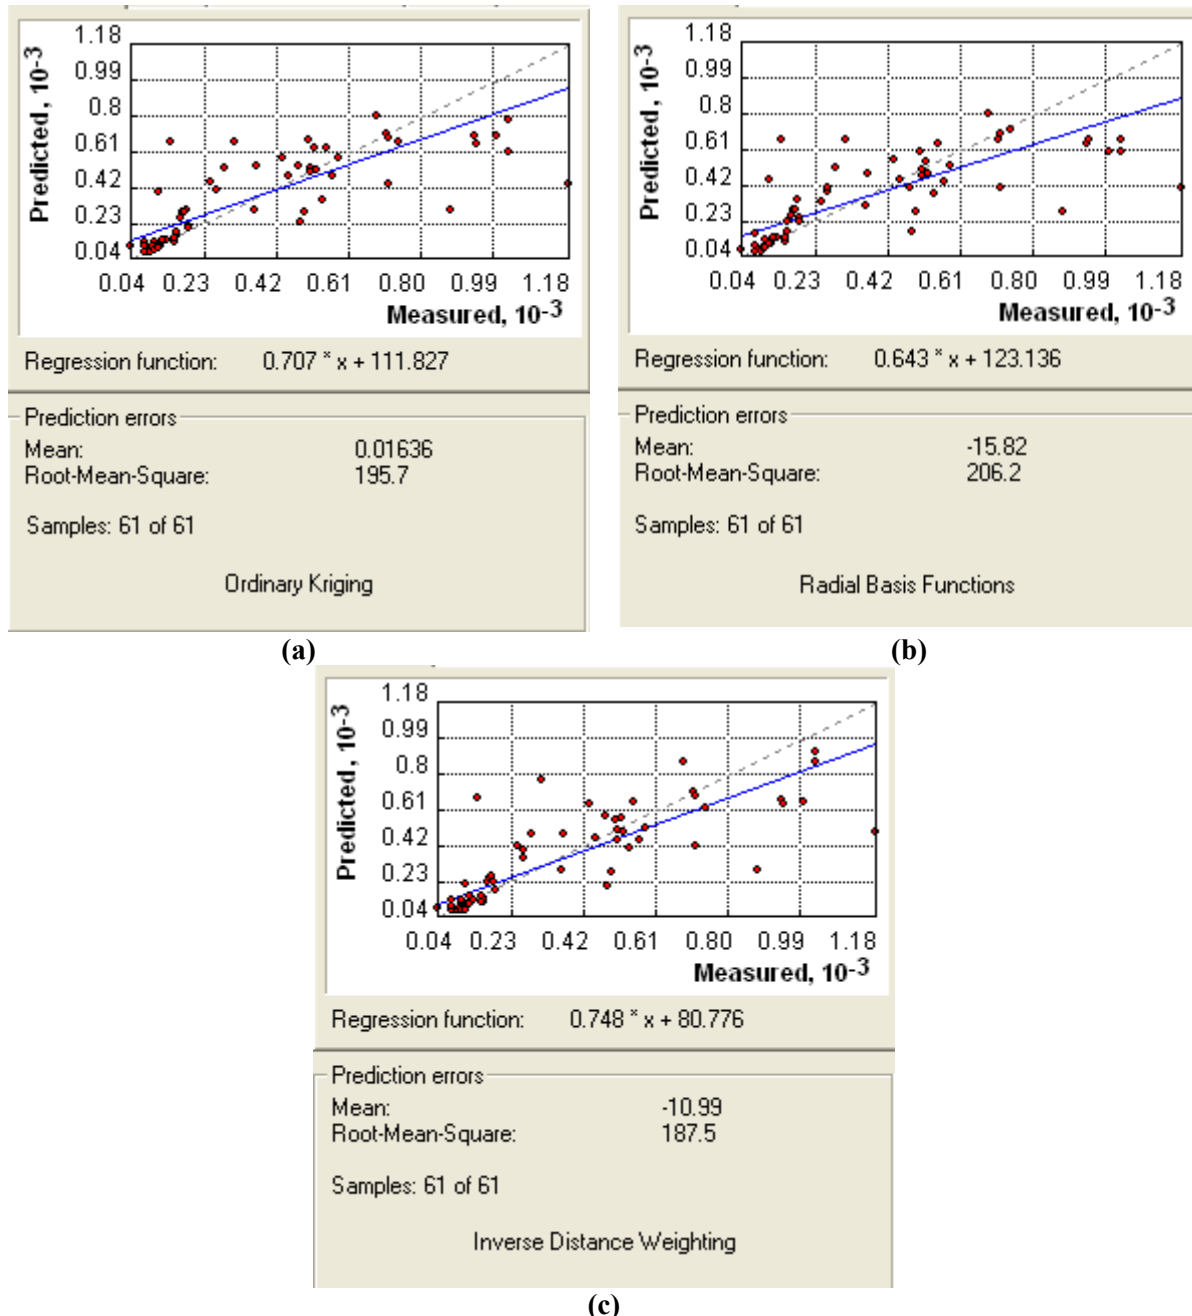 Predicted, 10-3
1.18
0.99
0.8
0.61
0.42
0.23
0.04
0.04 0.23 0.42 0.61 0.80 0.99 1.18
Measured, 10-3
Regression function: 0.707 * x + 111.827
Prediction errors
Mean: 0.01636
Root-Mean-Square: 195.7
Samples: 61 of 61
Ordinary Kriging
(a)
Predicted, 10-3
1.18
0.99
0.8
0.61
0.42
0.23
0.04
0.04 0.23 0.42 0.61 0.80 0.99 1.18
Measured, 10-3
Regression function: 0.643 * x + 123.136
Prediction errors
Mean: -15.82
Root-Mean-Square: 206.2
Samples: 61 of 61
Radial Basis Functions
(b)
Predicted, 10-3
1.18
0.99
0.8
0.61
0.42
0.23
0.04
0.04 0.23 0.42 0.61 0.80 0.99 1.18
Measured, 10-3
Regression function: 0.748 * x + 80.776
Prediction errors
Mean: -10.99
Root-Mean-Square: 187.5
Samples: 61 of 61
Inverse Distance Weighting
(c)